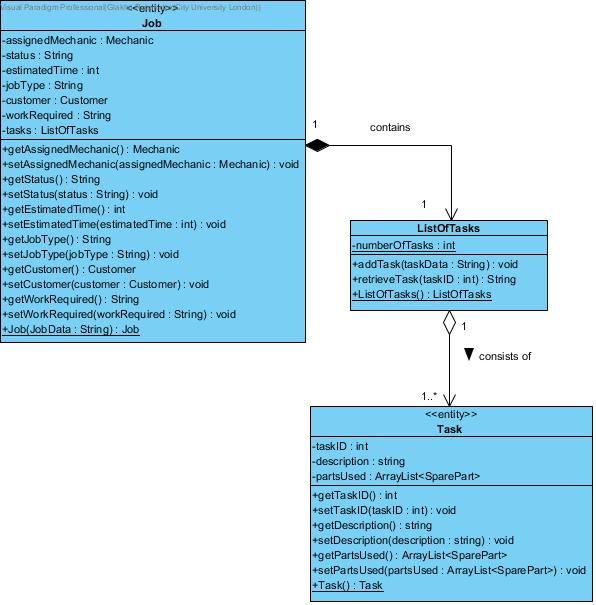 Visual Paradigm Professional(City University London())
<<entity>>
Job
-assignedMechanic : Mechanic
-status : String
-estimatedTime : int
-jobType : String
-customer : Customer
-workRequired : String
-tasks : ListOfTasks
+getAssignedMechanic() : Mechanic
+setAssignedMechanic(assignedMechanic : Mechanic) : void
+getStatus() : String
+setStatus(status : String) : void
+getEstimatedTime() : int
+setEstimatedTime(estimatedTime : int) : void
+getJobType() : String
+setJobType(jobType : String) : void
+getCustomer() : Customer
+setCustomer(customer : Customer) : void
+getWorkRequired() : String
+setWorkRequired(workRequired : String) : void
+Job(JobData : String) : Job
1
contains
1
ListOfTasks
-numberOfTasks : int
+addTask(taskData : String) : void
+retrieveTask(taskID : int) : String
+ListOfTasks() : ListOfTasks
1
consists of
1..*
<<entity>>
Task
-taskID : int
-description : string
-partsUsed : ArrayList<SparePart>
+getTaskID() : int
+setTaskID(taskID : int) : void
+getDescription() : string
+setDescription(description : string) : void
+getPartsUsed() : ArrayList<SparePart>
+setPartsUsed(partsUsed : ArrayList<SparePart>) : void
+Task() : Task